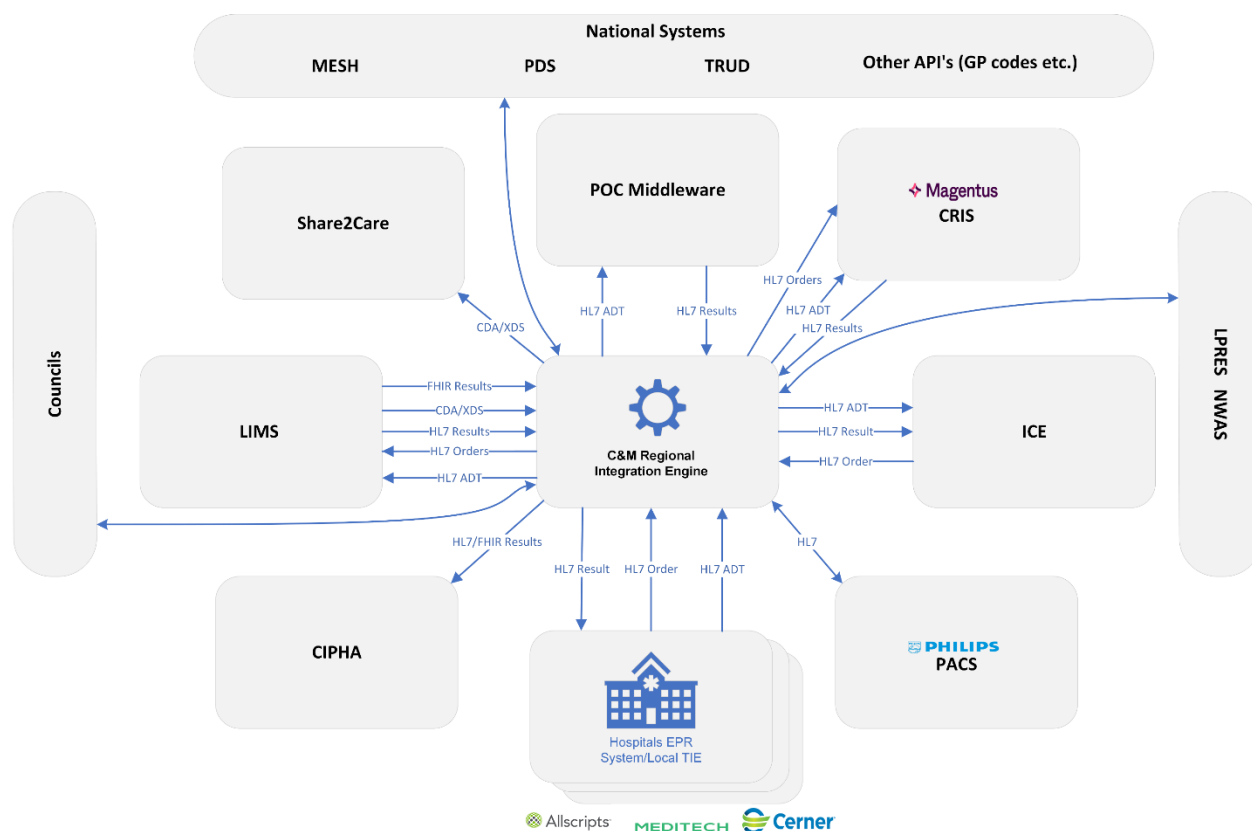 National Systems
MESH
PDS
TRUD
Other API's (GP codes etc.)
Share2Care
POC Middleware
Magentus
CRIS
HL7 Orders
HL7 ADT
HL7 Results
HL7 ADT
HL7 Results
CDA/XDS
Councils
LIMS
FHIR Results
CDA/XDS
HL7 Results
HL7 Orders
HL7 ADT
C&M Regional
Integration Engine
HL7 ADT
HL7 Result
HL7 Order
ICE
LPRES NWAS
HL7/FHIR Results
HL7 Result
HL7 Order
HL7 ADT
HL7
CIPHA
Hospitals EPR
System/Local TIE
PHILIPS
PACS
Allscripts
MEDITECH
Cerner